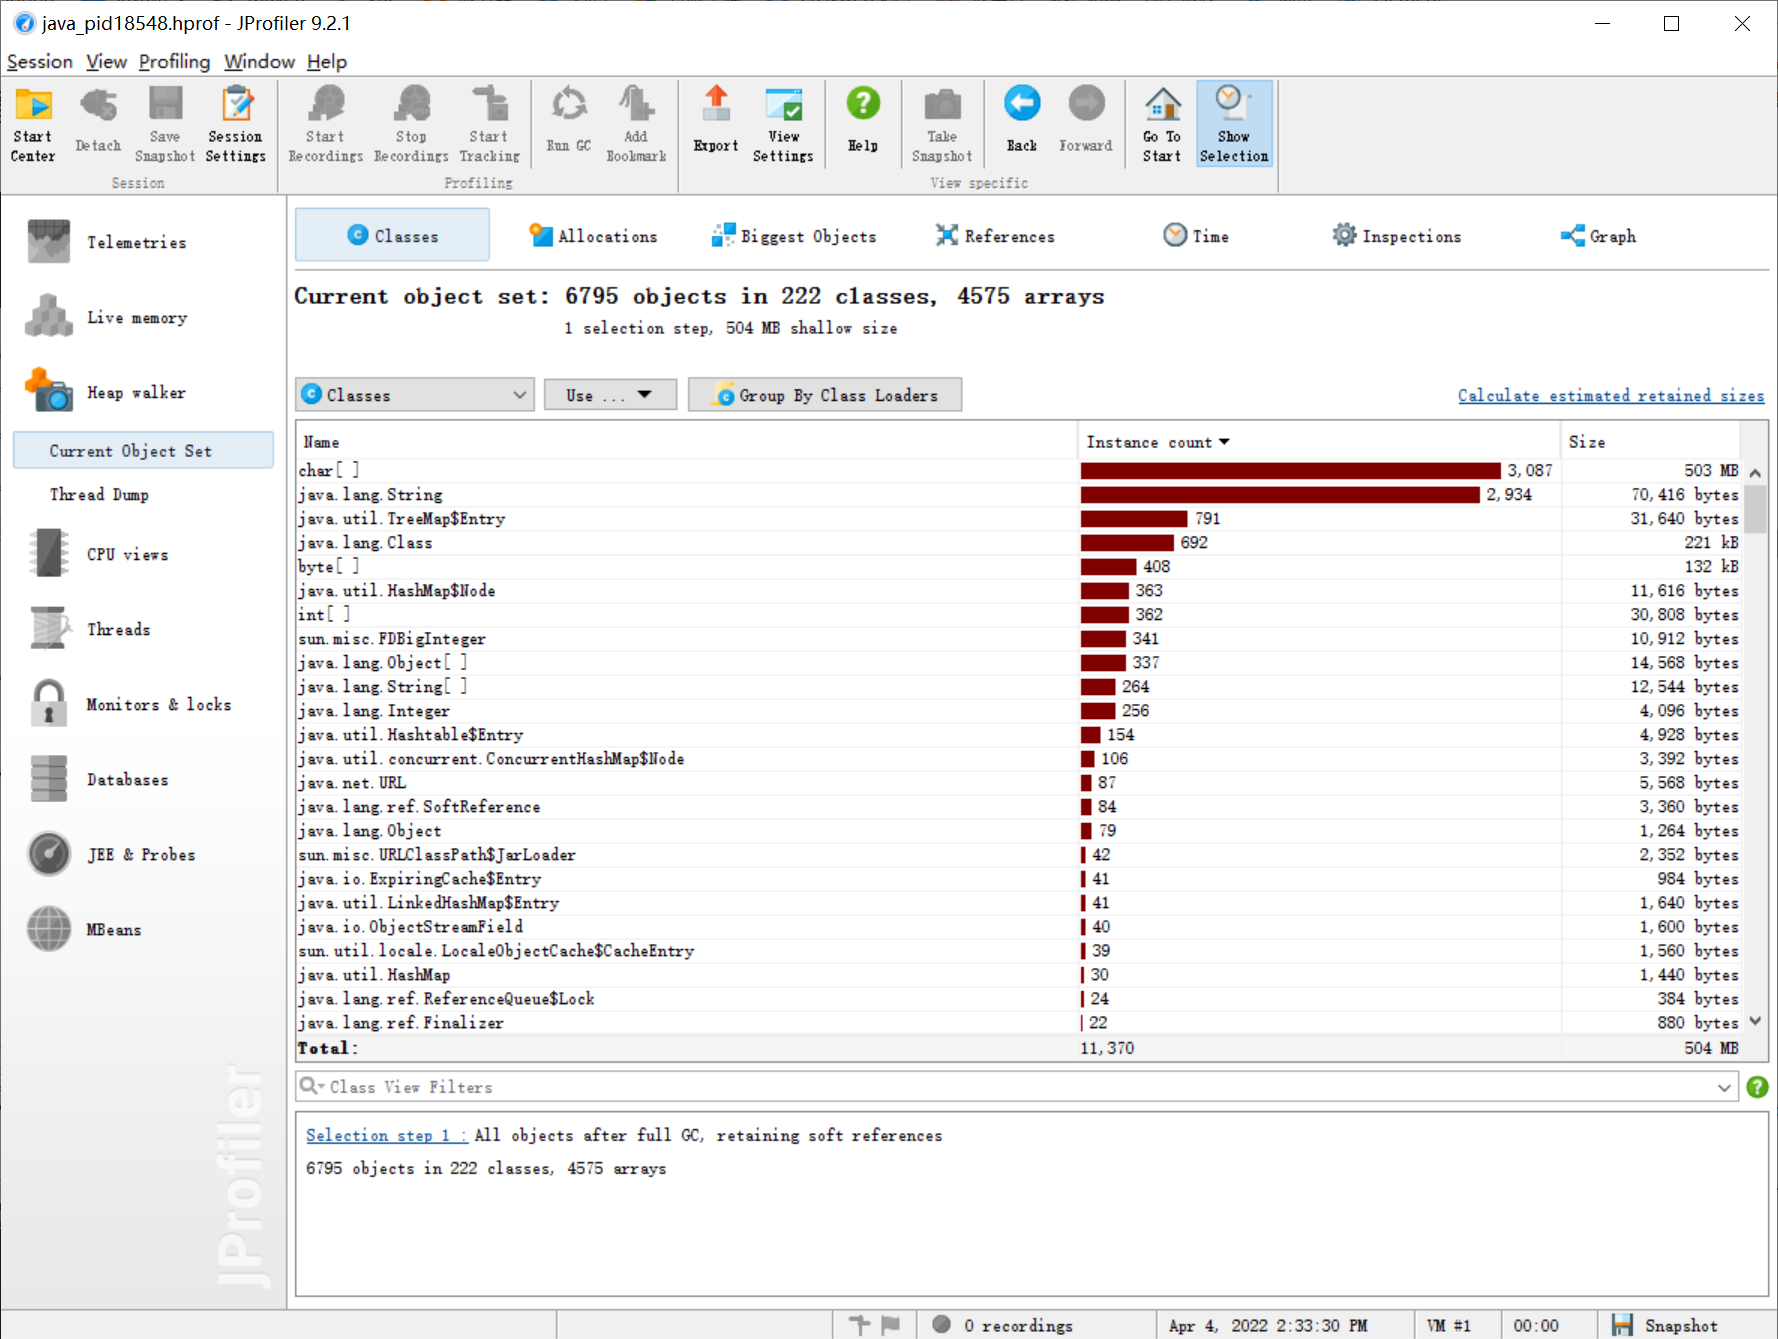 java_pid18548.hprof - JProfiler 9.2.1
Session View Profiling Window Help
Start Center
Detach
Save Snapshot
Session Settings
Start Recordings
Stop Recordings
Start Tracking
Run GC
Add Bookmark
Export
View Settings
Help
Take Snapshot
Back
Forward
Go To Start
Show Selection
Session
Profiling
View specific
Telemetries
Live memory
Heap walker
Current Object Set
Thread Dump
CPU views
Threads
Monitors & locks
Databases
JEE & Probes
MBeans
JProfiler
Classes Allocations Biggest Objects References Time Inspections Graph
Current object set: 6795 objects in 222 classes, 4575 arrays
1 selection step, 504 MB shallow size
Classes Use ... Group By Class Loaders Calculate estimated retained sizes
Name Instance count Size
char[ ] 3,087 503 MB
java.lang.String 2,934 70,416 bytes
java.util.TreeMap$Entry 791 31,640 bytes
java.lang.Class 692 221 kB
byte[ ] 408 132 kB
java.util.HashMap$Node 363 11,616 bytes
int[ ] 362 30,808 bytes
sun.misc.FDBigInteger 341 10,912 bytes
java.lang.Object[ ] 337 14,568 bytes
java.lang.String[ ] 264 12,544 bytes
java.lang.Integer 256 4,096 bytes
java.util.Hashtable$Entry 154 4,928 bytes
java.util.concurrent.ConcurrentHashMap$Node 106 3,392 bytes
java.net.URL 87 5,568 bytes
java.lang.ref.SoftReference 84 3,360 bytes
java.lang.Object 79 1,264 bytes
sun.misc.URLClassPath$JarLoader 42 2,352 bytes
java.io.ExpiringCache$Entry 41 984 bytes
java.util.LinkedHashMap$Entry 41 1,640 bytes
java.io.ObjectStreamField 40 1,600 bytes
sun.util.locale.LocaleObjectCache$CacheEntry 39 1,560 bytes
java.util.HashMap 30 1,440 bytes
java.lang.ref.ReferenceQueue$Lock 24 384 bytes
java.lang.ref.Finalizer 22 880 bytes
Total: 11,370 504 MB
Class View Filters
Selection step 1 : All objects after full GC, retaining soft references
6795 objects in 222 classes, 4575 arrays
0 recordings Apr 4, 2022 2:33:30 PM VM #1 00:00 Snapshot